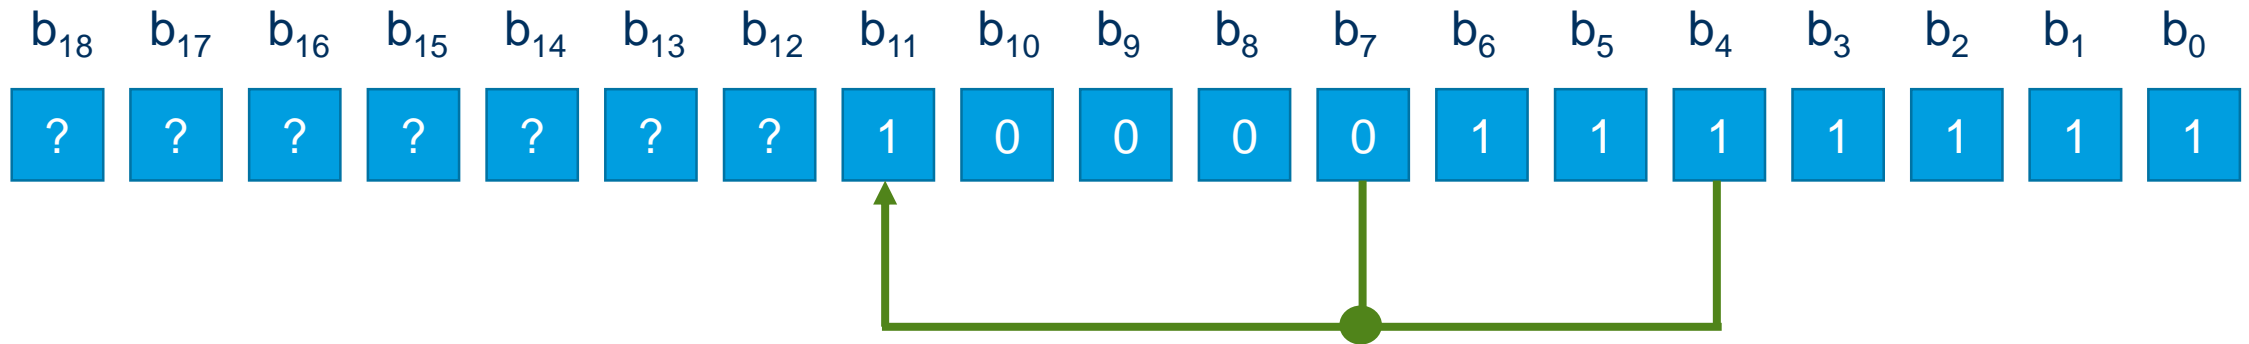 b₁₈ b₁₇ b₁₆ b₁₅ b₁₄ b₁₃ b₁₂ b₁₁ b₁₀ b₉ b₈ b₇ b₆ b₅ b₄ b₃ b₂ b₁ b₀
? ? ? ? ? ? ? 1 0 0 0 0 1 1 1 1 1 1 1